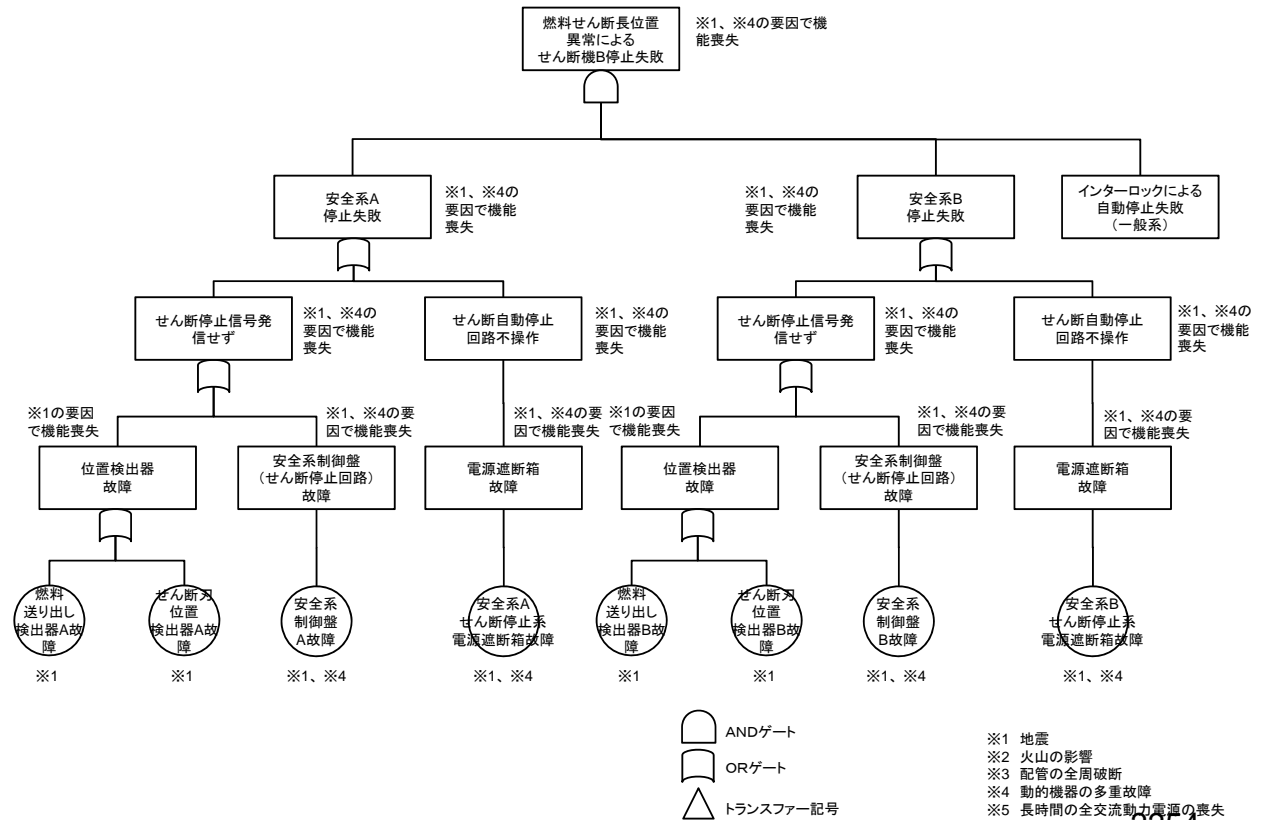 燃料せん断長位置
異常による
せん断機B停止失敗
※1、※4の要因で機
能喪失
安全系A
停止失敗
※1、※4の
要因で機能
喪失
※1、※4の
要因で機能
喪失
安全系B
停止失敗
インターロックによる
自動停止失敗
（一般系）
せん断停止信号発
信せず
※1、※4の
要因で機能
喪失
せん断自動停止
回路不操作
※1、※4の
要因で機能
喪失
せん断停止信号発
信せず
※1、※4の
要因で機能
喪失
せん断自動停止
回路不操作
※1、※4の
要因で機能
喪失
※1の要因
で機能喪失
※1、※4の要
因で機能喪失
※1、※4の要
因で機能喪失
※1の要因
で機能喪失
※1、※4の要
因で機能喪失
※1、※4の要
因で機能喪失
位置検出器
故障
安全系制御盤
（せん断停止回路）
故障
電源遮断箱
故障
位置検出器
故障
安全系制御盤
（せん断停止回路）
故障
電源遮断箱
故障
燃料
送り出し
検出器A故
障
せん断刃
位置
検出器A故
障
安全系
制御盤
A故障
安全系A
せん断停止系
電源遮断箱故障
燃料
送り出し
検出器B故
障
せん断刃
位置
検出器B故
障
安全系
制御盤
B故障
安全系B
せん断停止系
電源遮断箱故障
※1
※1
※1、※4
※1、※4
※1
※1
※1、※4
※1、※4
ANDゲート
ORゲート
トランスファー記号
※1 地震
※2 火山の影響
※3 配管の全周破断
※4 動的機器の多重故障
※5 長時間の全交流動力電源の喪失